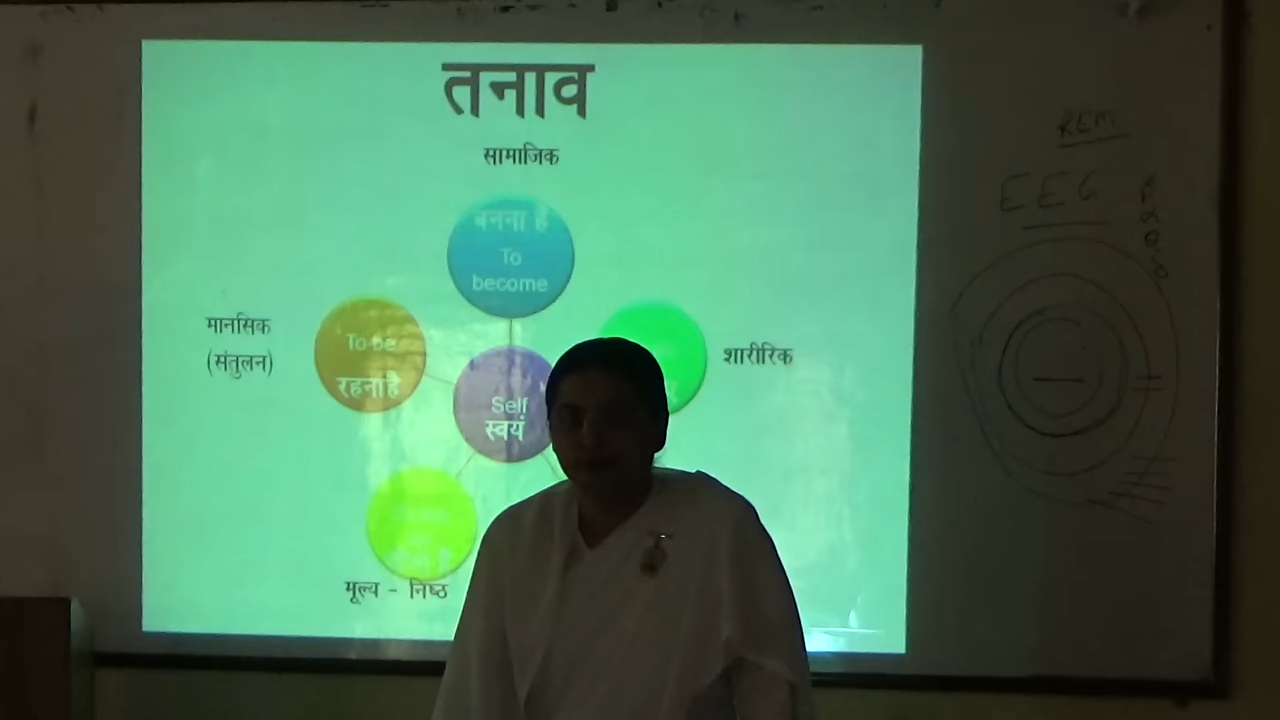 तनाव
सामाजिक
बनना है
To
become
मानसिक
(संतुलन)
To be
रहना है
शारीरिक
Self
स्वयं
मूल्य - निष्ठ
REM
EEG